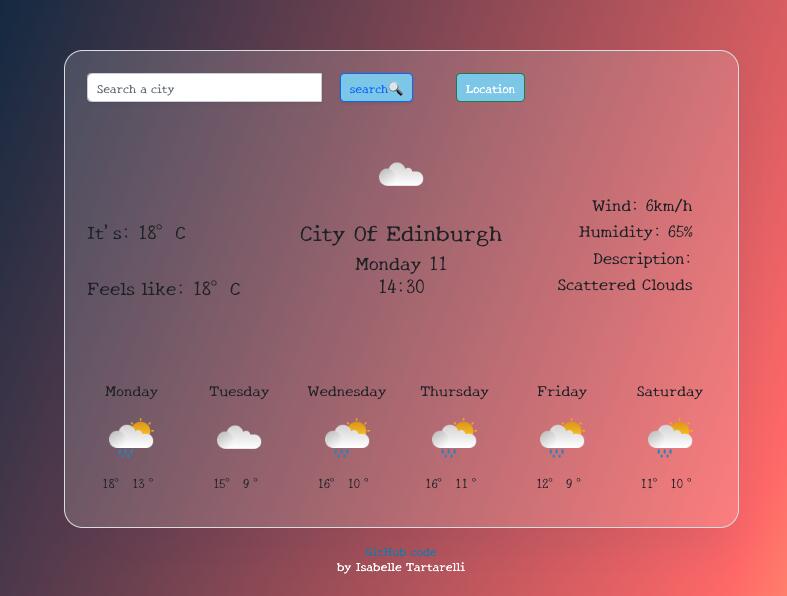 Search a city
search🔍
Location
It's: 18° C
Feels like: 18° C
City Of Edinburgh
Monday 11
14:30
Wind: 6km/h
Humidity: 65%
Description:
Scattered Clouds
Monday Tuesday Wednesday Thursday Friday Saturday
18° 13° 15° 9° 16° 10° 16° 11° 12° 9° 11° 10°
GitHub code
by Isabelle Tartarelli